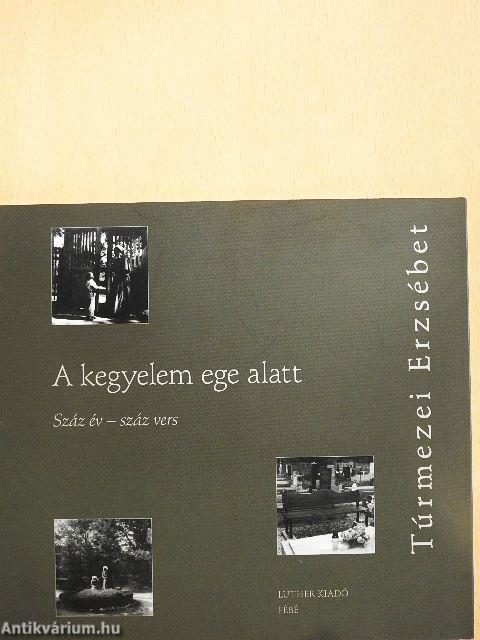 A kegyelem ege alatt
Száz év – száz vers
Túrmezei Erzsébet
LUTHER KIADÓ
FÉBÉ
Antikvárium.hu